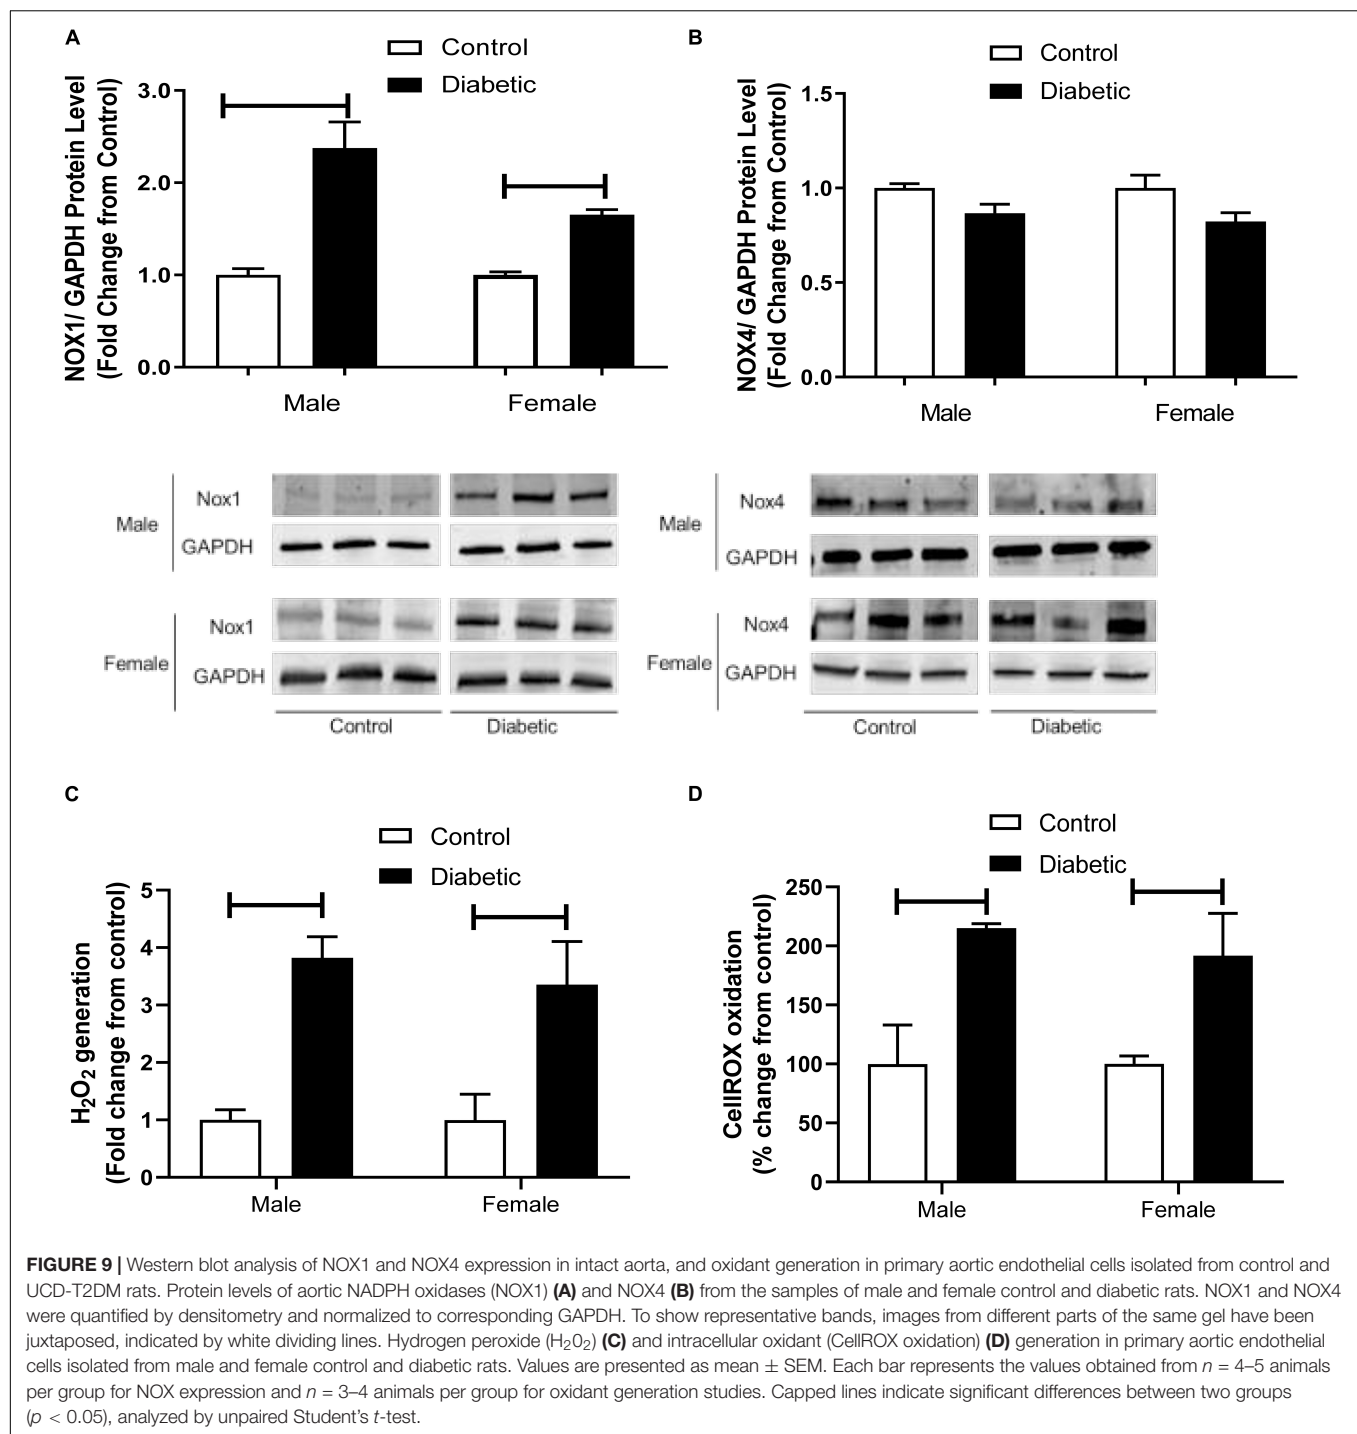 A
Control
Diabetic
NOX1/ GAPDH Protein Level
(Fold Change from Control)
3.0
2.0
1.0
0.0
Male
Female
B
Control
Diabetic
NOX4/ GAPDH Protein Level
(Fold Change from Control)
1.5
1.0
0.5
0.0
Male
Female
Male
Nox1
GAPDH
Female
Nox1
GAPDH
Control
Diabetic
Male
Nox4
GAPDH
Female
Nox4
GAPDH
Control
Diabetic
C
Control
Diabetic
H₂O₂ generation
(Fold change from control)
5
4
3
2
1
0
Male
Female
D
Control
Diabetic
CellROX oxidation
(% change from control)
250
200
150
100
50
0
Male
Female
FIGURE 9 | Western blot analysis of NOX1 and NOX4 expression in intact aorta, and oxidant generation in primary aortic endothelial cells isolated from control and
UCD-T2DM rats. Protein levels of aortic NADPH oxidases (NOX1) (A) and NOX4 (B) from the samples of male and female control and diabetic rats. NOX1 and NOX4
were quantified by densitometry and normalized to corresponding GAPDH. To show representative bands, images from different parts of the same gel have been
juxtaposed, indicated by white dividing lines. Hydrogen peroxide (H₂0₂) (C) and intracellular oxidant (CellROX oxidation) (D) generation in primary aortic endothelial
cells isolated from male and female control and diabetic rats. Values are presented as mean ± SEM. Each bar represents the values obtained from n = 4–5 animals
per group for NOX expression and n = 3–4 animals per group for oxidant generation studies. Capped lines indicate significant differences between two groups
(p < 0.05), analyzed by unpaired Student's t-test.